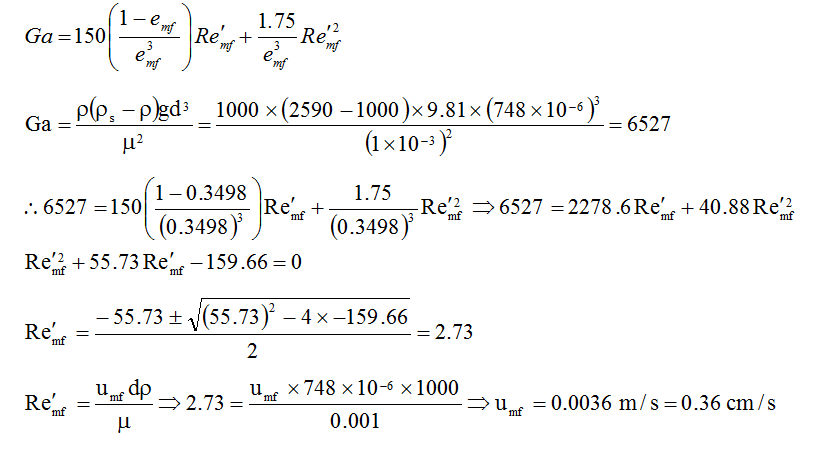 Ga = 150((1 − e_mf)/e_mf^3) Re′_mf + (1.75/e_mf^3) Re′_mf^2
Ga = ρ(ρ_s − ρ)gd^3/μ^2 = 1000 × (2590 − 1000) × 9.81 × (748 × 10^−6)^3/(1 × 10^−3)^2 = 6527
∴ 6527 = 150((1 − 0.3498)/(0.3498)^3) Re′_mf + (1.75/(0.3498)^3) Re′_mf^2 ⇒ 6527 = 2278.6 Re′_mf + 40.88 Re′_mf^2
Re′_mf^2 + 55.73 Re′_mf − 159.66 = 0
Re′_mf = (−55.73 ± √((55.73)^2 − 4 × −159.66))/2 = 2.73
Re′_mf = u_mf dρ/μ ⇒ 2.73 = u_mf × 748 × 10^−6 × 1000/0.001 ⇒ u_mf = 0.0036 m/s = 0.36 cm/s